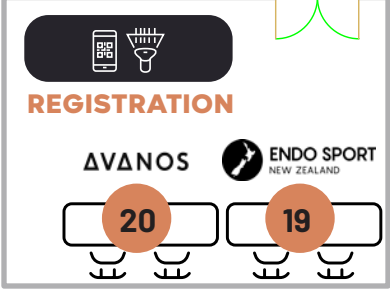 REGISTRATION
AVANOS
ENDO SPORT
NEW ZEALAND
20
19